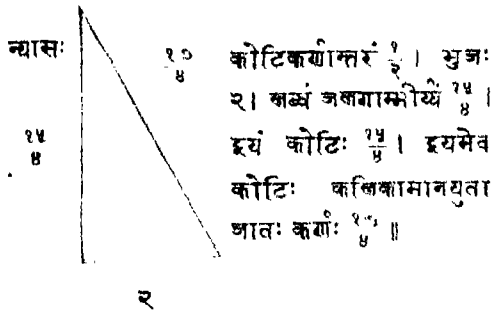 न्यासः
१७
४
१५
४
२
कोटिकर्णान्तरं १/२ । भुजः
२। लब्धं जलगाम्भीर्य्यं १५/४ ।
इयं कोटिः १५/४ । इयमेव
कोटिः कलिकामानयुता
जातः कर्णः १७/४ ॥